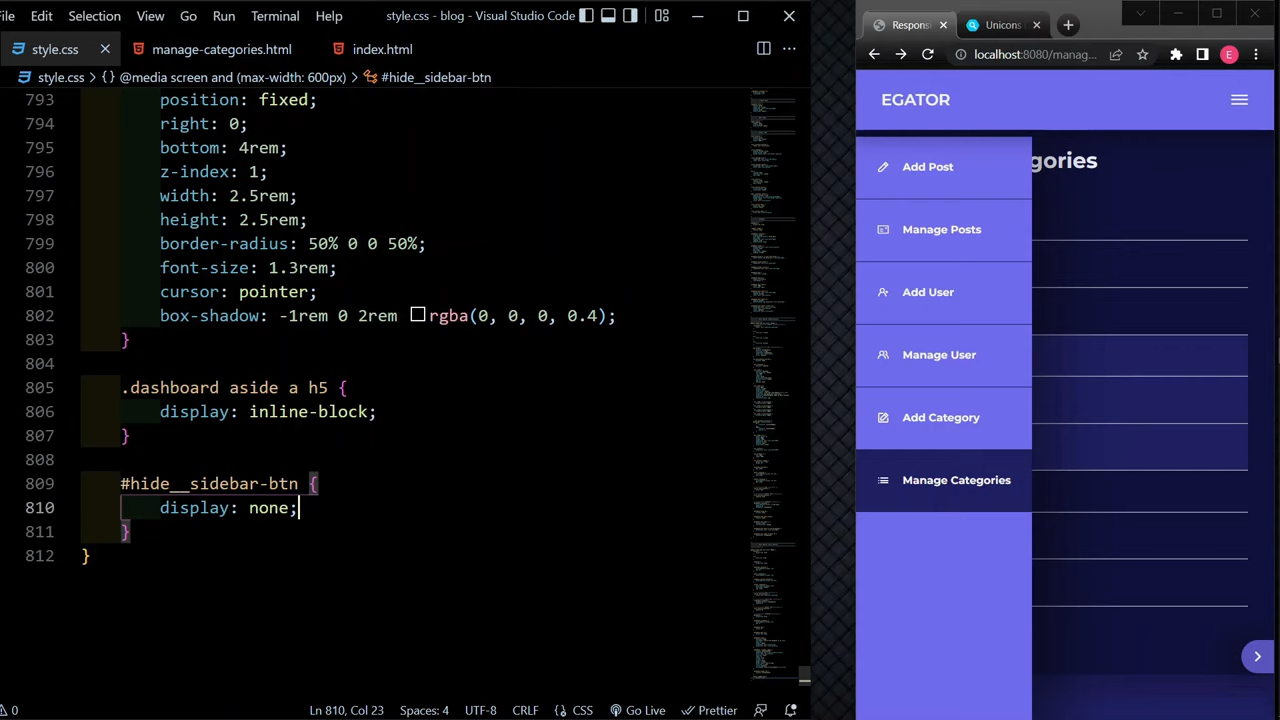 File Edit Selection View Go Run Terminal Help style.css - blog - Visual Studio Code
style.css manage-categories.html index.html
style.css > {} @media screen and (max-width: 600px) > #hide__sidebar-btn
793 position: fixed;
794 right: 0;
795 bottom: 4rem;
796 z-index: 1;
797 width: 2.5rem;
798 height: 2.5rem;
799 border-radius: 50% 0 0 50%;
800 font-size: 1.3rem;
801 cursor: pointer;
802 box-shadow: -1rem 0 2rem rgba(0, 0, 0, 0.4);
803 }
804
805 .dashboard aside a h5 {
806 display: inline-block;
807 }
808
809 #hide__sidebar-btn {
810 display: none;
811 }
812 }
0 Ln 810, Col 23 Spaces: 4 UTF-8 CRLF {} CSS Go Live Prettier
Respons Unicons
localhost:8080/manag... E
EGATOR
gories
Add Post
Manage Posts
Add User
Manage User
Add Category
Manage Categories